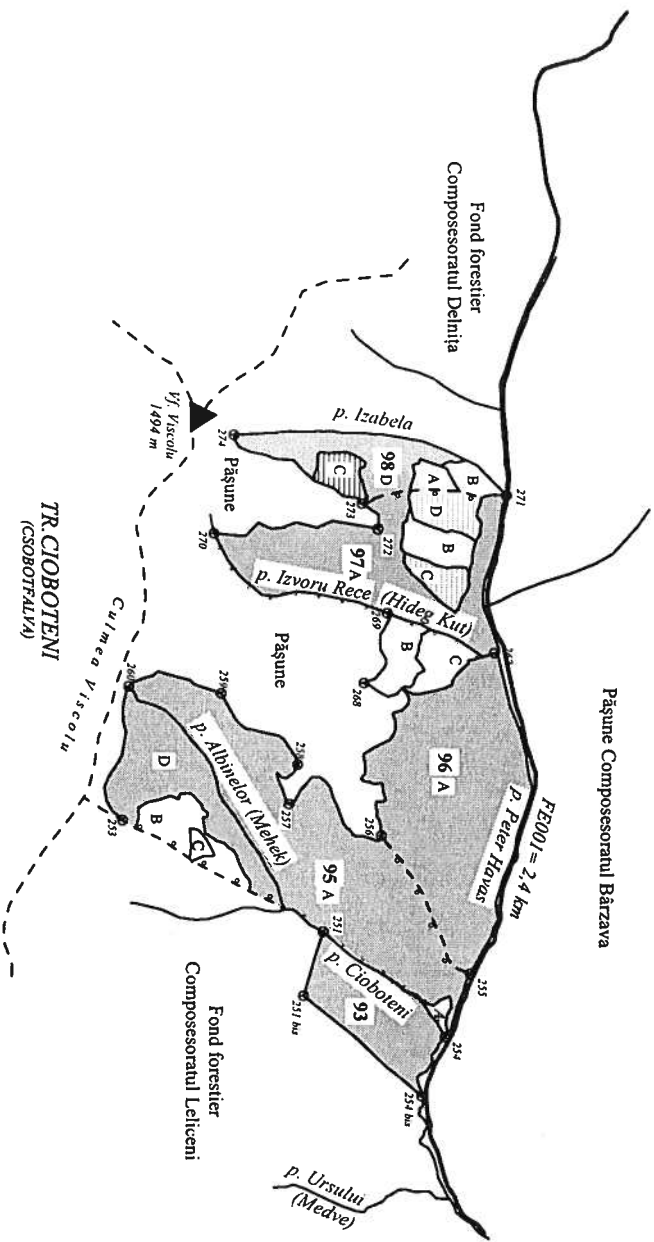 Fond forestier
Composesoratul Delnița
Pășune Composesoratul Bârzava
FE001 = 2.4 km
p. Peter Havas
p. Izabela
271
B
A
D
B
C
98 D
C
273
274
272
Pășune
270
97 A
p. Izvoru Rece (Hideg Kut)
269
B
C
268
96 A
Vf. Viscolu
1494 m
TR.CIOBOTENI
(CSOBOTFALVA)
Culmea Viscolu
Pășune
260
259
258
257
256
p. Albinelor (Mehek)
D
B
C
253
95 A
251
255
p. Cioboteni
254
93
251 bis
254 bis
Fond forestier
Composesoratul Leliceni
p. Ursului
(Medve)